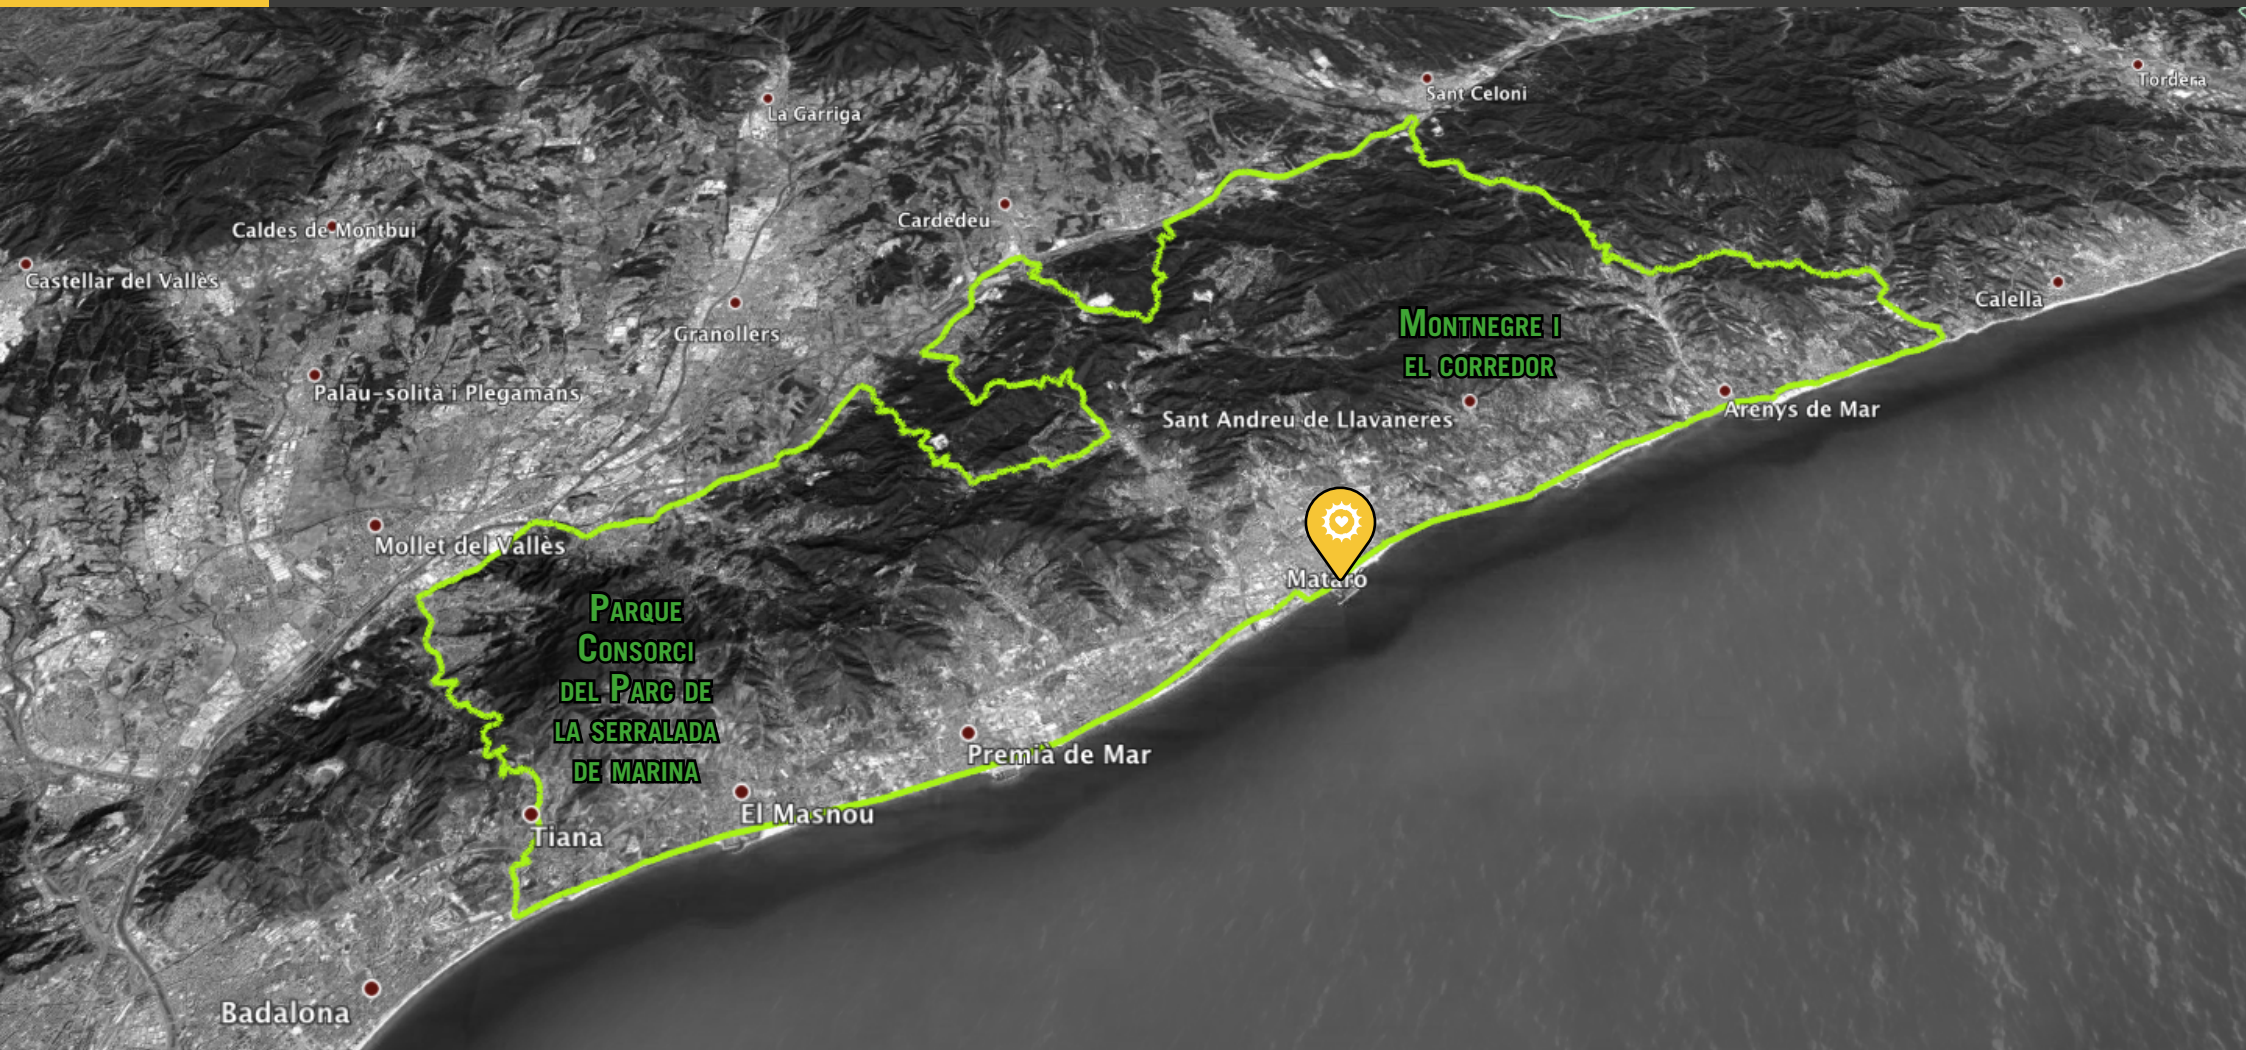 Tordera
Sant Celoni
La Garriga
Cardedeu
Caldes de Montbui
Castellar del Vallès
Calella
Granollers
MONTNEGRE I
EL CORREDOR
Palau-solità i Plegamans
Arenys de Mar
Sant Andreu de Llavaneres
Mollet del Vallès
Mataró
PARQUE
CONSORCI
DEL PARC DE
LA SERRALADA
DE MARINA
Premià de Mar
El Masnou
Tiana
Badalona